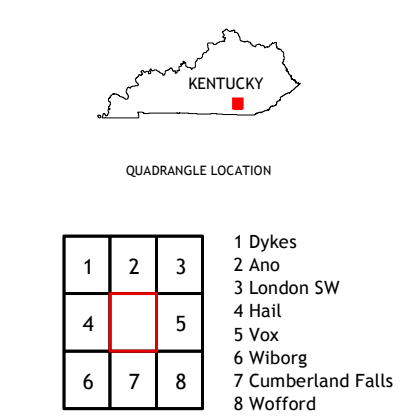 KENTUCKY
QUADRANGLE LOCATION
1 2 3
4 5
6 7 8
1 Dykes
2 Ano
3 London SW
4 Hail
5 Vox
6 Wiborg
7 Cumberland Falls
8 Wofford